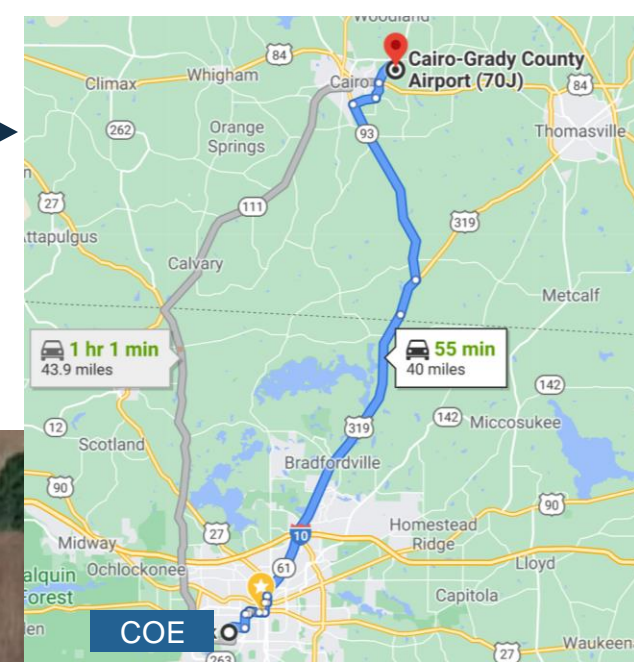 Woodland
84
Cairo-Grady County
Airport (70J)
Climax
Whigham
Cairo
84
262
Orange
Springs
93
Thomasville
27
111
319
ttapulgus
Calvary
Metcalf
1 hr 1 min
43.9 miles
55 min
40 miles
142
12
319
142
Miccosukee
Scotland
Bradfordville
90
90
27
10
Homestead
Ridge
Midway
61
Lloyd
alquin
Ochlockonee
orest
Capitola
COE
Waukeen
263
27